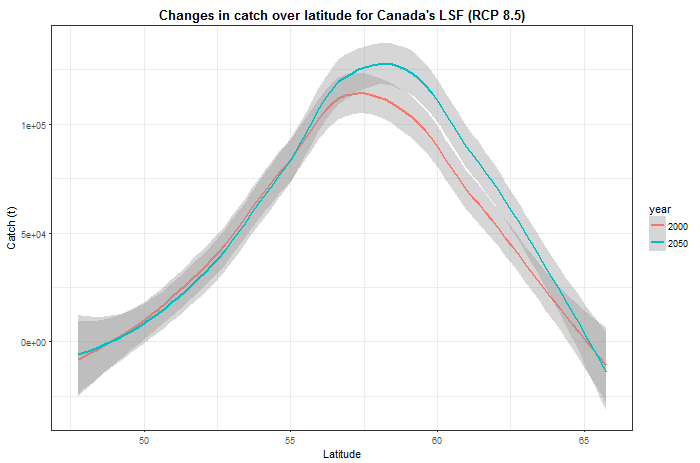 Changes in catch over latitude for Canada's LSF (RCP 8.5)
Catch (t)
1e+05
5e+04
0e+00
50
55
60
65
Latitude
year
2000
2050